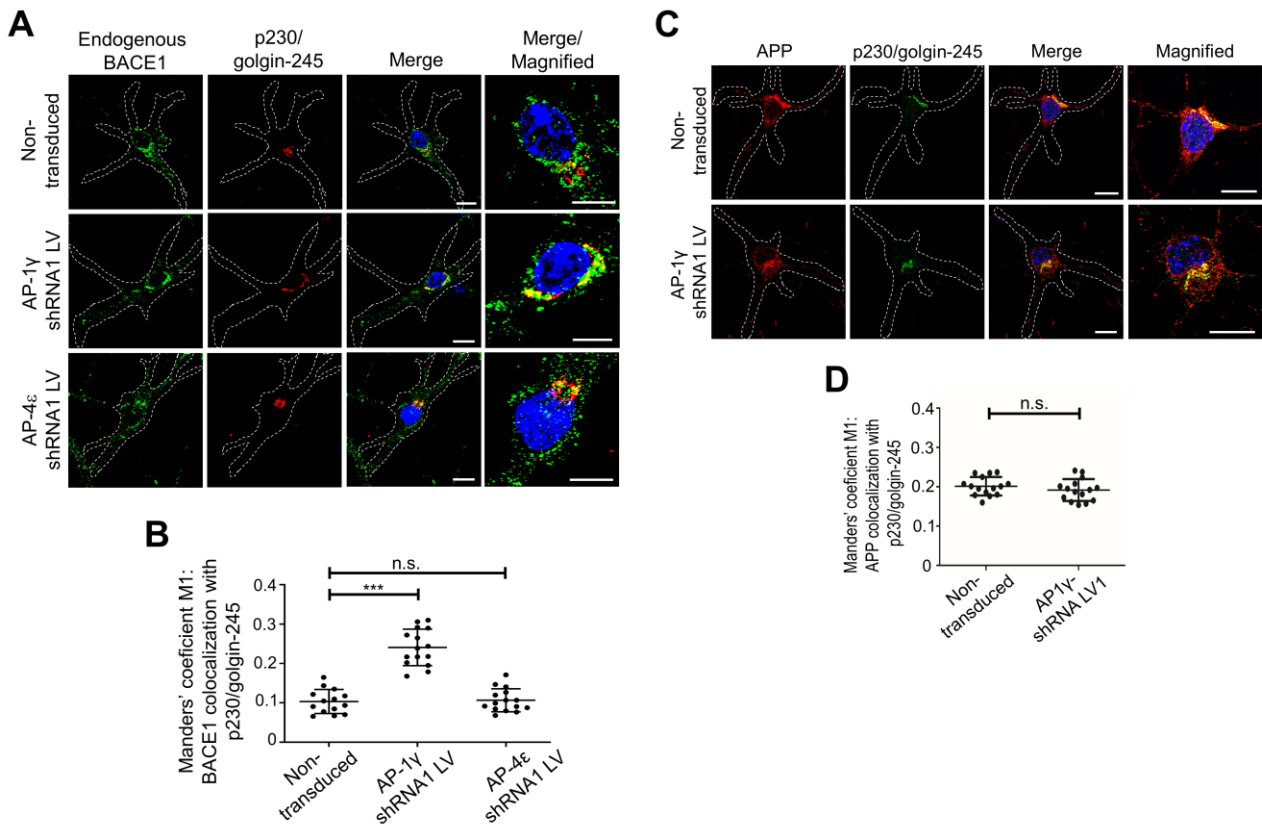 A
Endogenous
BACE1
p230/
golgin-245
Merge
Merge/
Magnified
Non-
transduced
AP-1γ
shRNA1 LV
AP-4ε
shRNA1 LV
B
Manders' coeficient M1:
BACE1 colocalization with
p230/golgin-245
0.4
0.3
0.2
0.1
0
n.s.
***
Non-
transduced
AP-1γ
shRNA1 LV
AP-4ε
shRNA1 LV
C
APP
p230/golgin-245
Merge
Magnified
Non-
transduced
AP-1γ
shRNA1 LV
D
Manders' coeficient M1:
APP colocalization with
p230/golgin-245
0.4
0.3
0.2
0.1
0
n.s.
Non-
transduced
AP1γ-
shRNA LV1